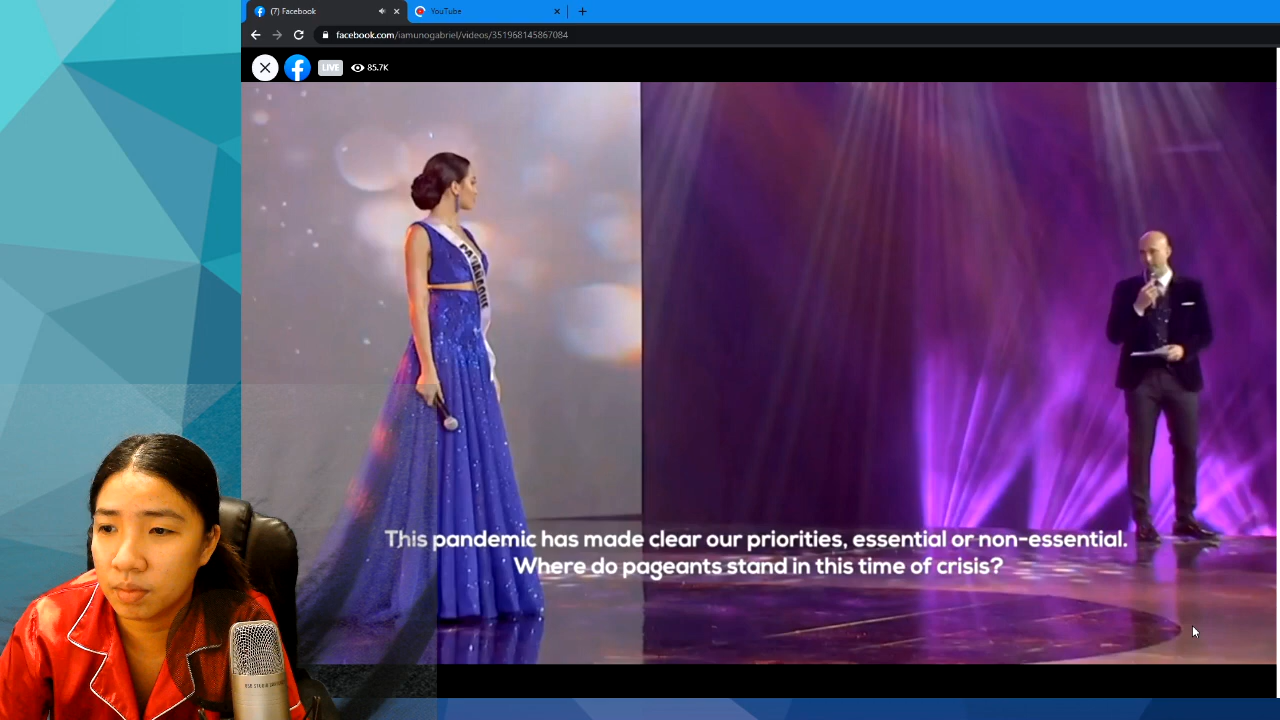 (7) Facebook
YouTube
facebook.com/iamunogabriel/videos/351968145867084
LIVE
85.7K
PARAÑAQUE
This pandemic has made clear our priorities, essential or non-essential.
Where do pageants stand in this time of crisis?